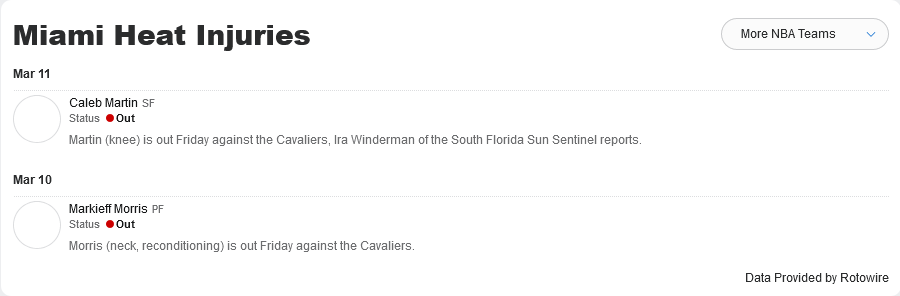 Miami Heat Injuries
More NBA Teams
Mar 11
Caleb Martin SF
Status Out
Martin (knee) is out Friday against the Cavaliers, Ira Winderman of the South Florida Sun Sentinel reports.
Mar 10
Markieff Morris PF
Status Out
Morris (neck, reconditioning) is out Friday against the Cavaliers.
Data Provided by Rotowire